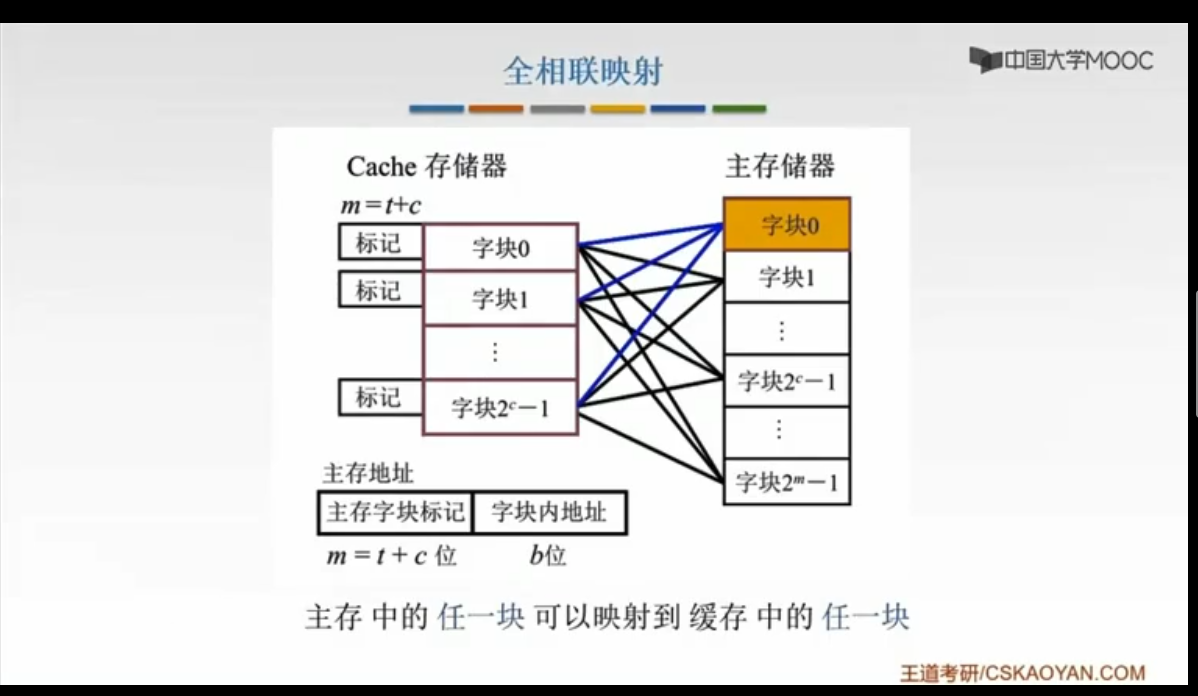 中国大学MOOC
全相联映射
Cache 存储器
主存储器
m=t+c
标记
字块0
标记
字块1
⋮
标记
字块2ᶜ－1
字块0
字块1
⋮
字块2ᶜ－1
⋮
字块2ᵐ－1
主存地址
主存字块标记 字块内地址
m = t + c 位 b位
主存 中的 任一块 可以映射到 缓存 中的 任一块
王道考研/CSKAOYAN.COM